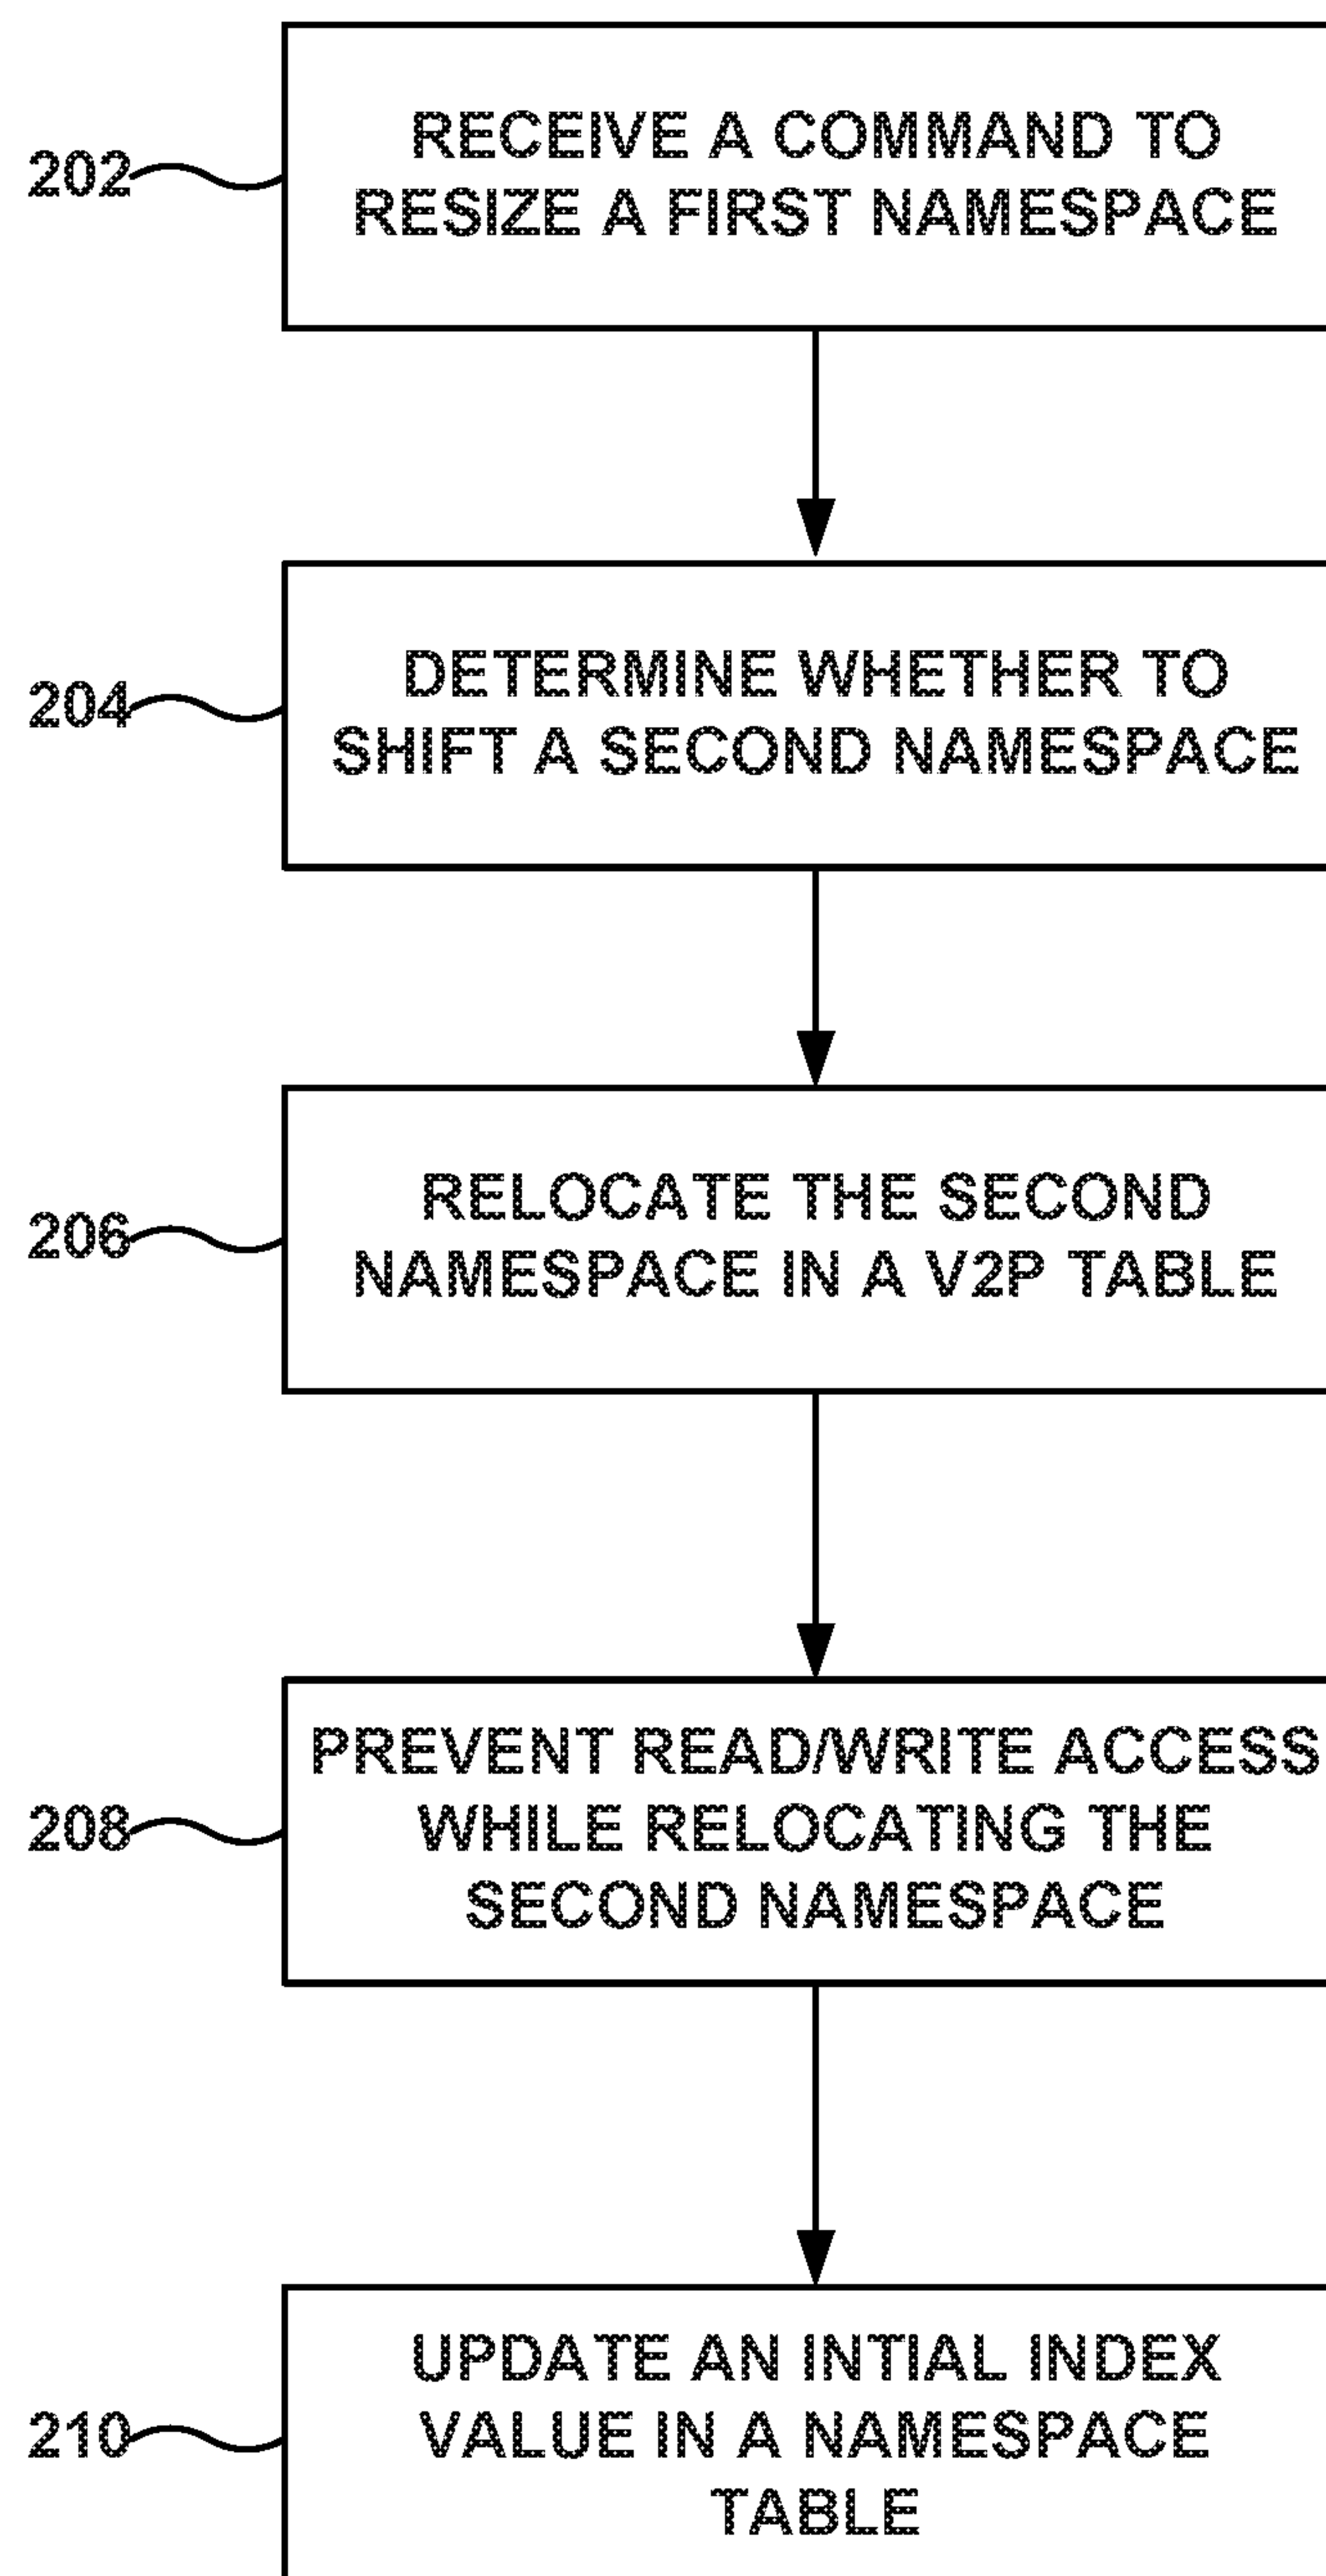 202
RECEIVE A COMMAND TO
RESIZE A FIRST NAMESPACE
204
DETERMINE WHETHER TO
SHIFT A SECOND NAMESPACE
206
RELOCATE THE SECOND
NAMESPACE IN A V2P TABLE
208
PREVENT READ/WRITE ACCESS
WHILE RELOCATING THE
SECOND NAMESPACE
210
UPDATE AN INTIAL INDEX
VALUE IN A NAMESPACE
TABLE